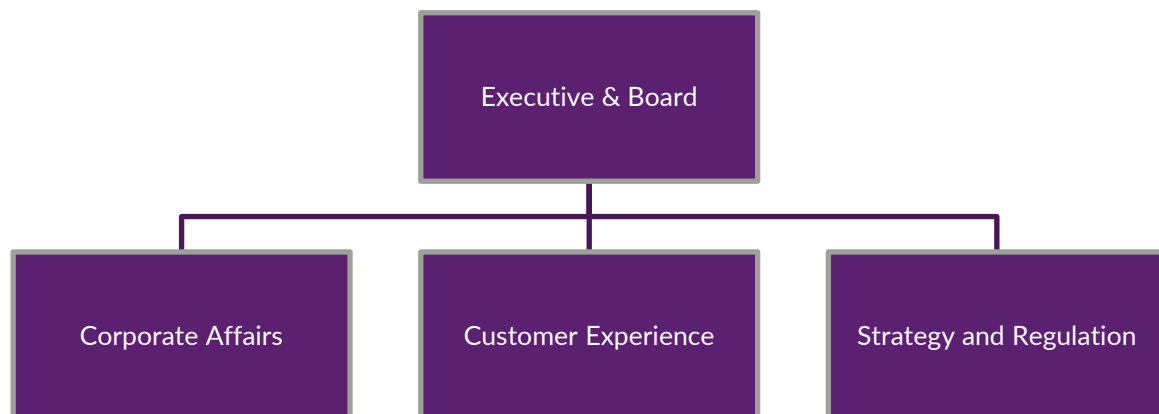 Executive & Board
Corporate Affairs
Customer Experience
Strategy and Regulation